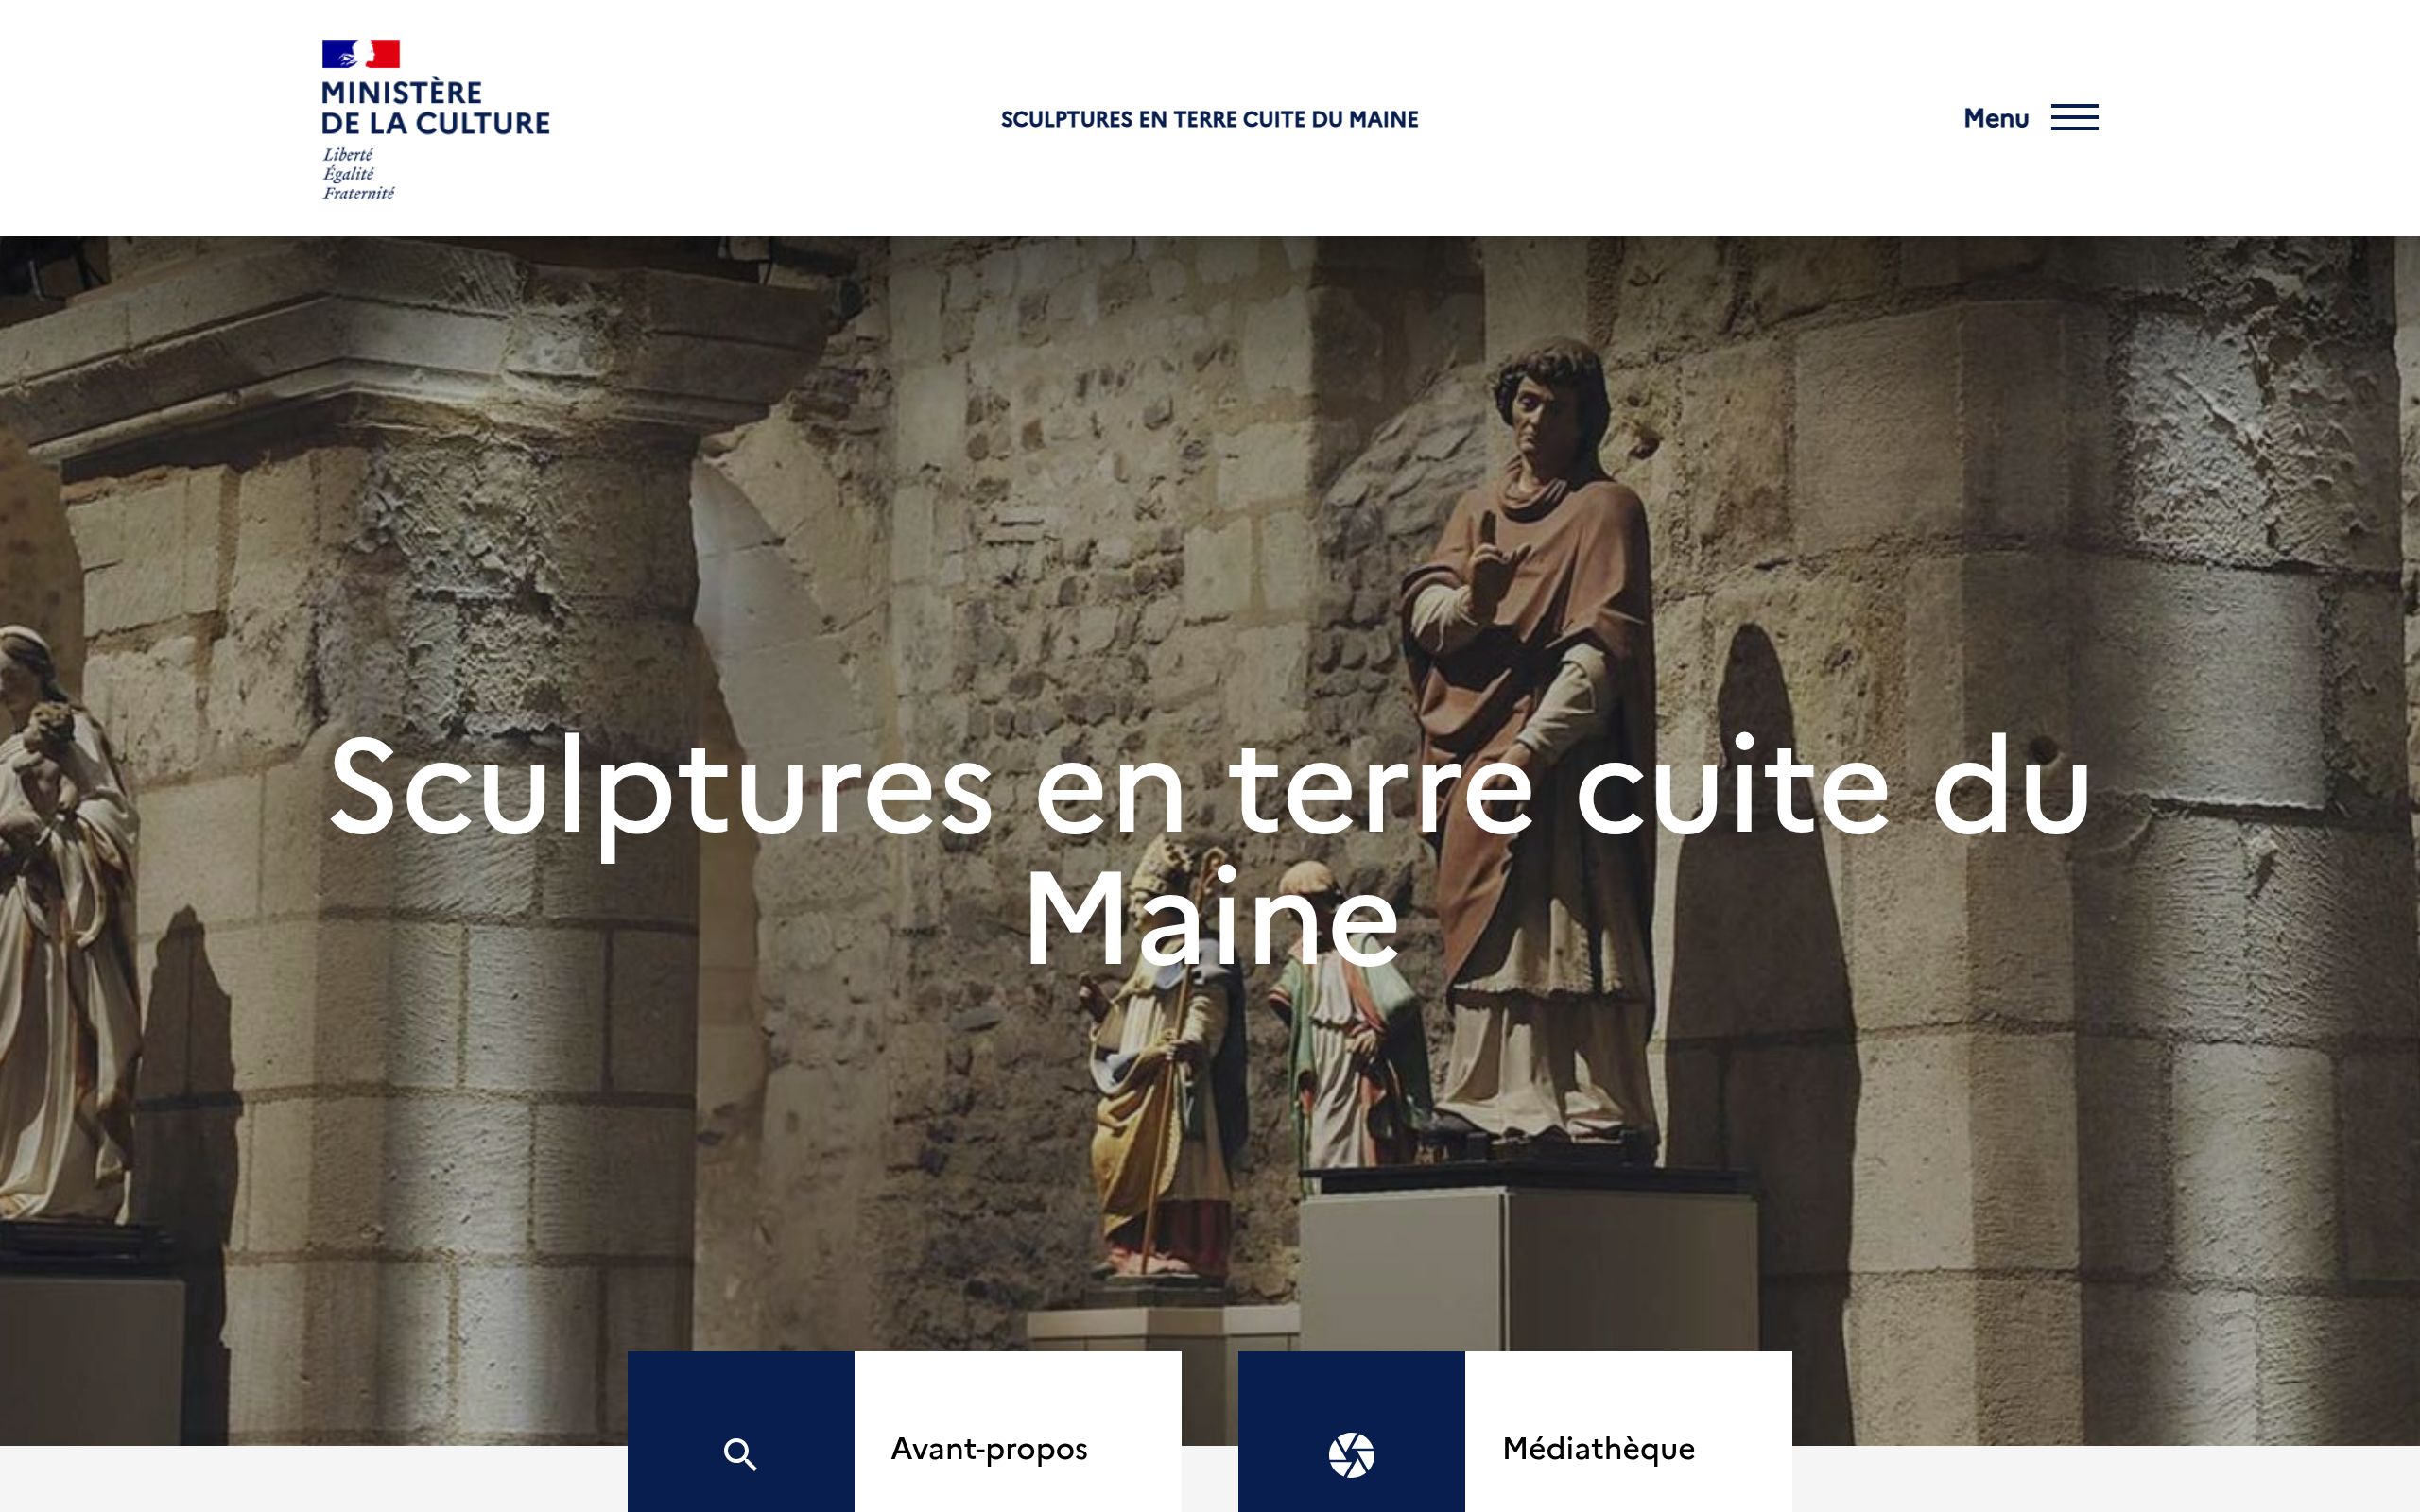 MINISTÈRE
DE LA CULTURE
Liberté
Égalité
Fraternité
SCULPTURES EN TERRE CUITE DU MAINE
Menu
Sculptures en terre cuite du
Maine
Avant-propos
Médiathèque